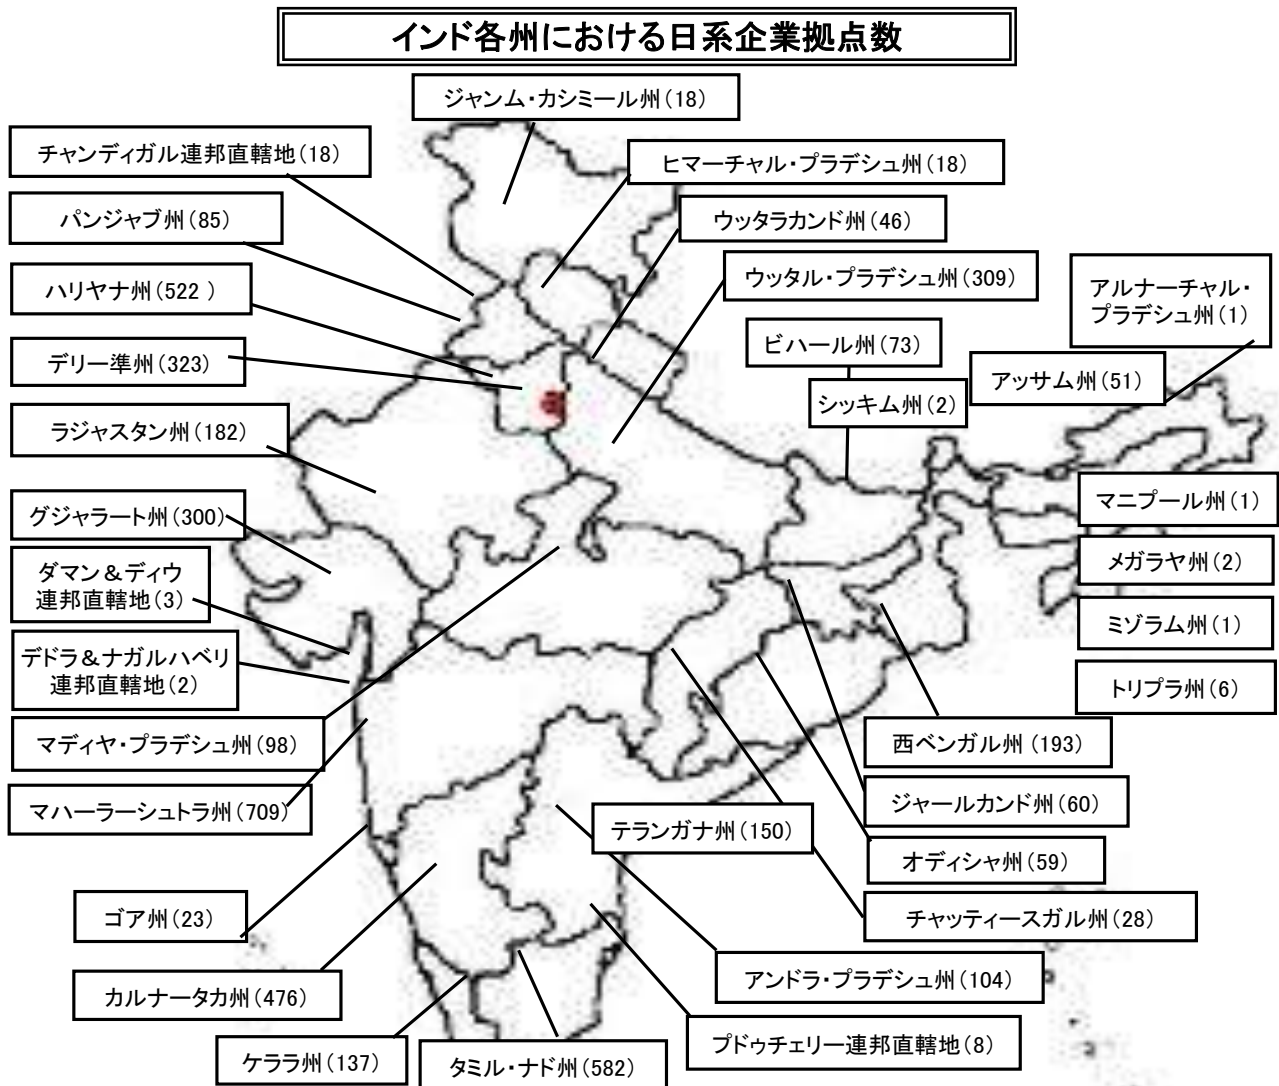 インド各州における日系企業拠点数
ジャンム・カシミール州(18)
チャンディガル連邦直轄地(18)
ヒマーチャル・プラデシュ州(18)
パンジャブ州(85)
ウッタラカンド州(46)
ハリヤナ州(522 )
ウッタル・プラデシュ州(309)
アルナーチャル・
プラデシュ州(1)
デリー準州(323)
ビハール州(73)
アッサム州(51)
シッキム州(2)
ラジャスタン州(182)
グジャラート州(300)
マニプール州(1)
ダマン&ディウ
連邦直轄地(3)
メガラヤ州(2)
ミゾラム州(1)
デドラ&ナガルハベリ
連邦直轄地(2)
トリプラ州(6)
マディヤ・プラデシュ州(98)
西ベンガル州(193)
マハーラーシュトラ州(709)
ジャールカンド州(60)
テランガナ州(150)
オディシャ州(59)
ゴア州(23)
チャッティースガル州(28)
カルナータカ州(476)
アンドラ・プラデシュ州(104)
ケララ州(137)
タミル・ナド州(582)
プドゥチェリー連邦直轄地(8)